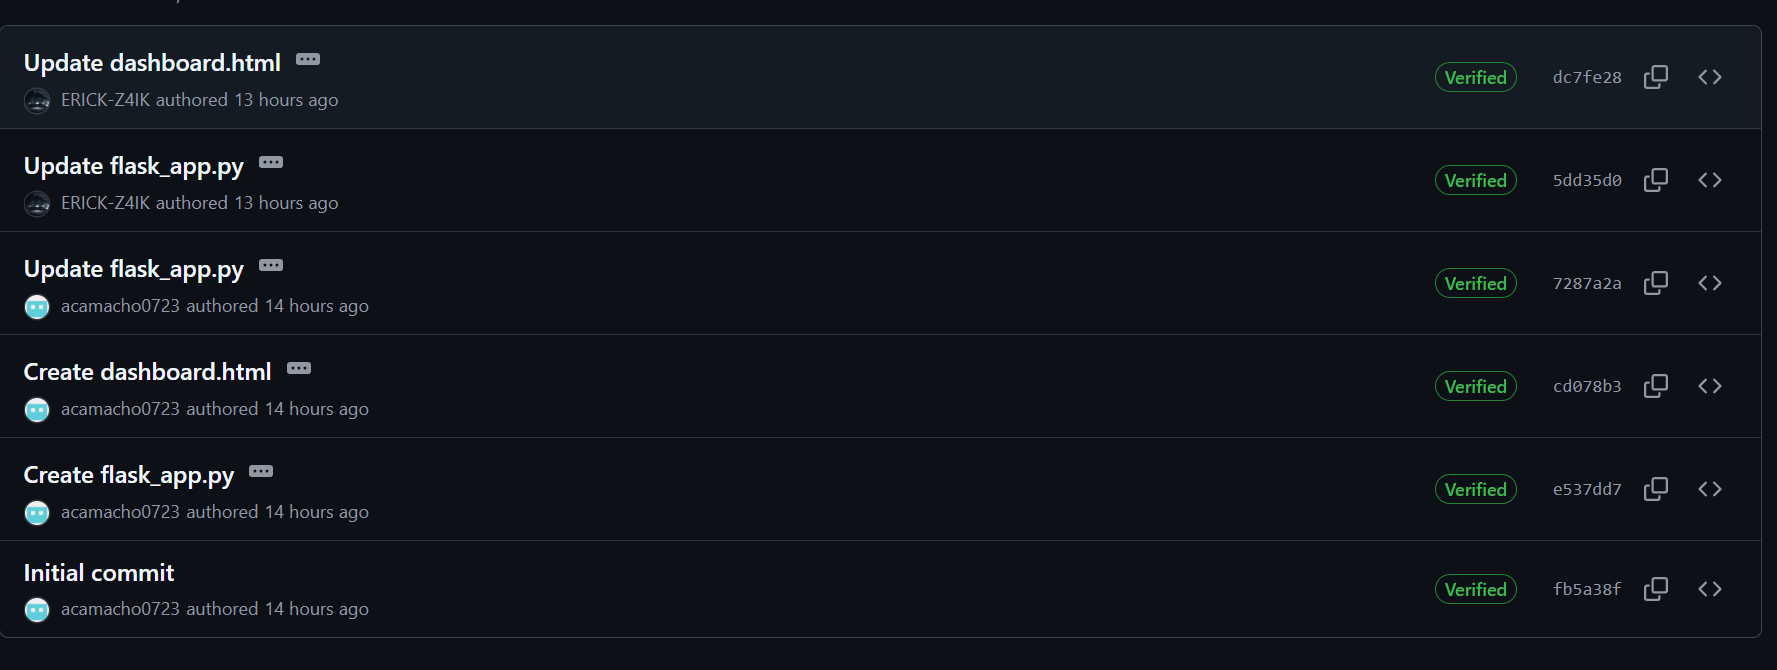 Update dashboard.html
ERICK-Z4IK authored 13 hours ago
Verified
dc7fe28
Update flask_app.py
ERICK-Z4IK authored 13 hours ago
Verified
5dd35d0
Update flask_app.py
acamacho0723 authored 14 hours ago
Verified
7287a2a
Create dashboard.html
acamacho0723 authored 14 hours ago
Verified
cd078b3
Create flask_app.py
acamacho0723 authored 14 hours ago
Verified
e537dd7
Initial commit
acamacho0723 authored 14 hours ago
Verified
fb5a38f